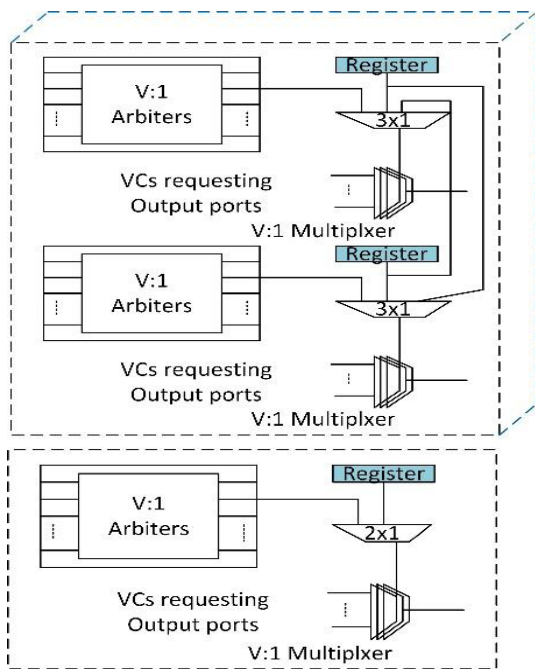 Register
V:1
Arbiters
3x1
VCs requesting
Output ports
V:1 Multiplxer
Register
V:1
Arbiters
3x1
VCs requesting
Output ports
V:1 Multiplxer
Register
V:1
Arbiters
2x1
VCs requesting
Output ports
V:1 Multiplxer